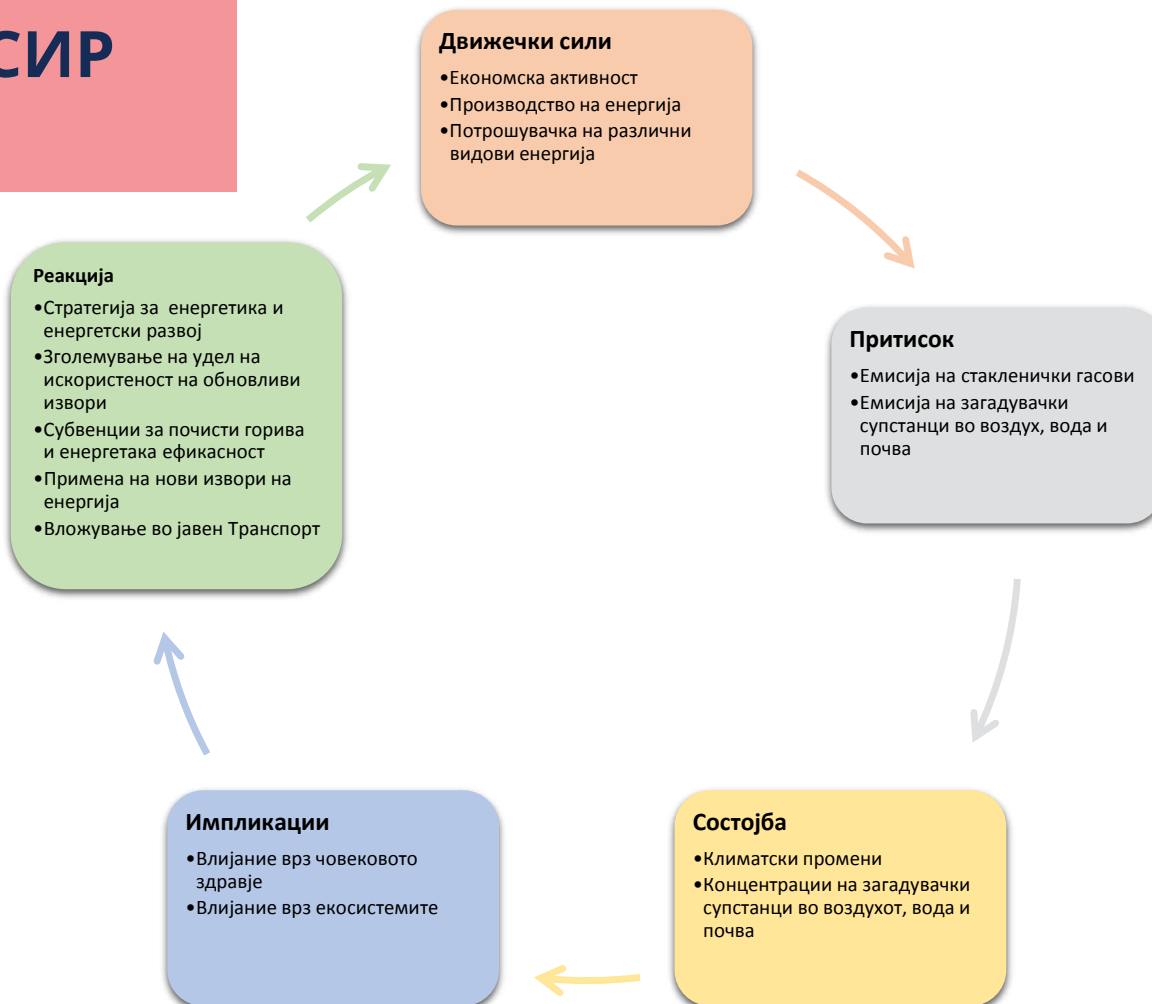 СИР
Движечки сили
•Економска активност
•Производство на енергија
•Потрошувачка на различни
видови енергија
Притисок
•Емисија на стакленички гасови
•Емисија на загадувачки
супстанци во воздух, вода и
почва
Состојба
•Климатски промени
•Концентрации на загадувачки
супстанци во воздухот, вода и
почва
Импликации
•Влијание врз човековото
здравје
•Влијание врз екосистемите
Реакција
•Стратегија за  енергетика и
енергетски развој
•Зголемување на удел на
искористеност на обновливи
извори
•Субвенции за почисти горива
и енергетака ефикасност
•Примена на нови извори на
енергија
•Вложување во јавен Транспорт